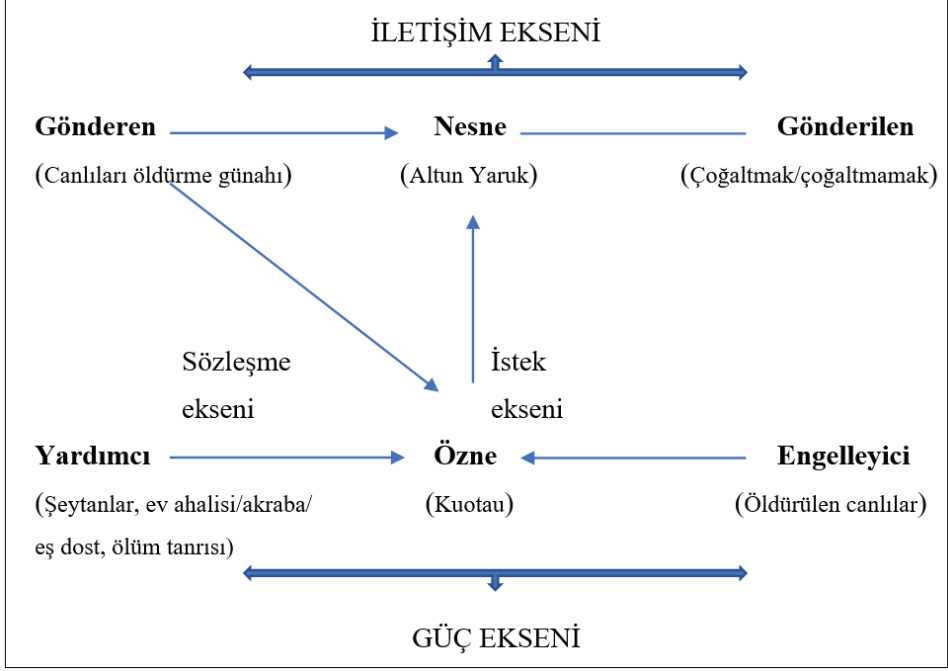 İLETİŞİM EKSENİ
Gönderen Nesne Gönderilen
(Canlıları öldürme günahı) (Altun Yaruk) (Çoğaltmak/çoğaltmamak)
Sözleşme İstek
ekseni ekseni
Yardımcı Özne Engelleyici
(Şeytanlar, ev ahalisi/akraba/ (Kuotau) (Öldürülen canlılar)
eş dost, ölüm tanrısı)
GÜÇ EKSENİ